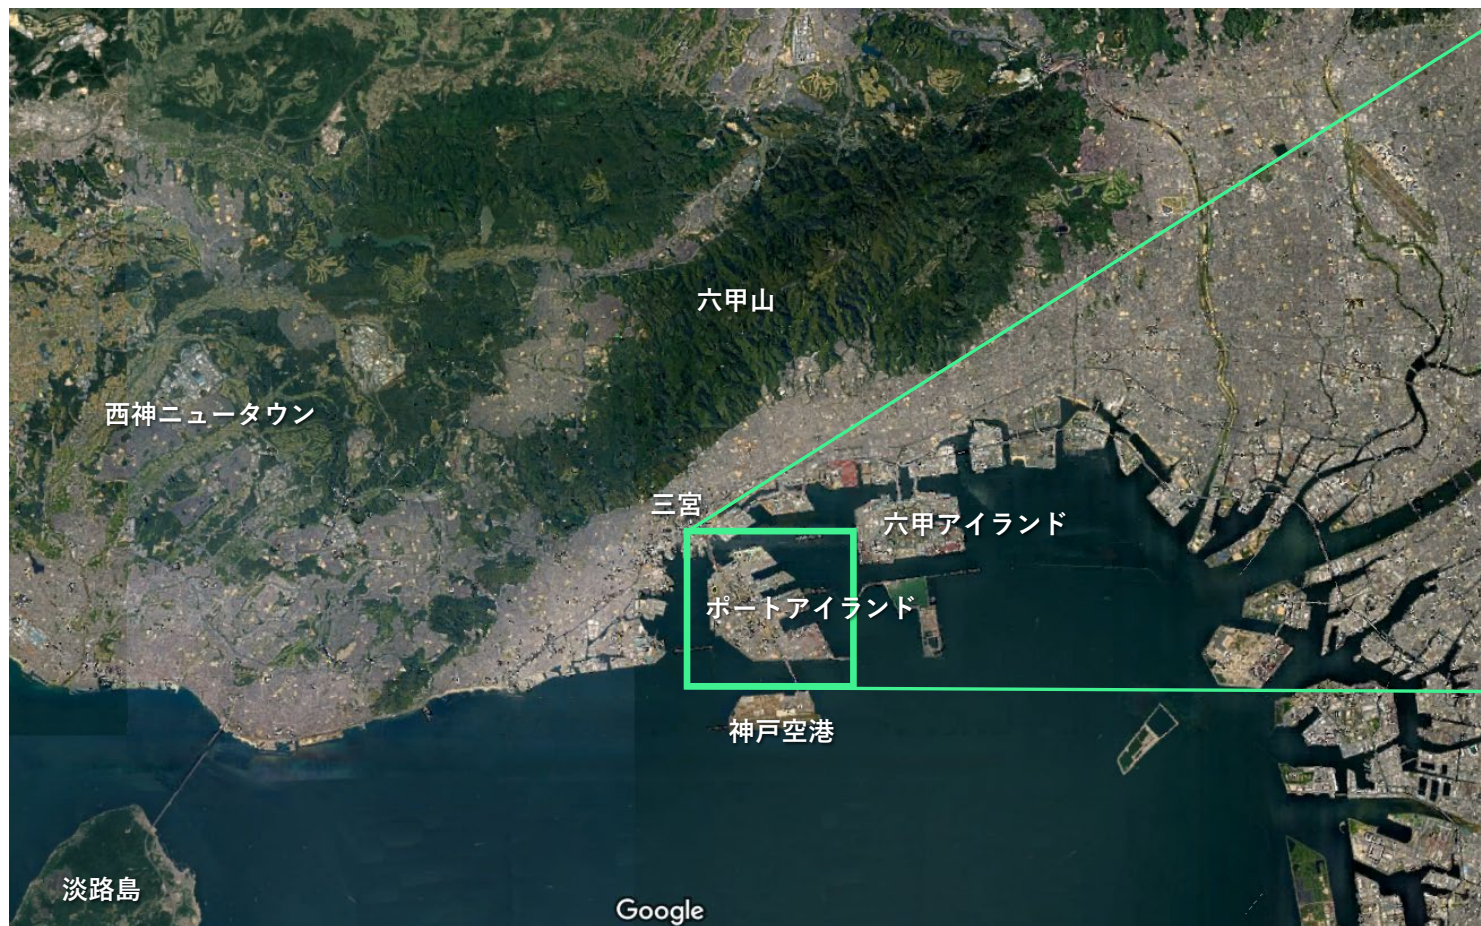 六甲山
西神ニュータウン
三宮
六甲アイランド
ポートアイランド
神戸空港
淡路島
Google